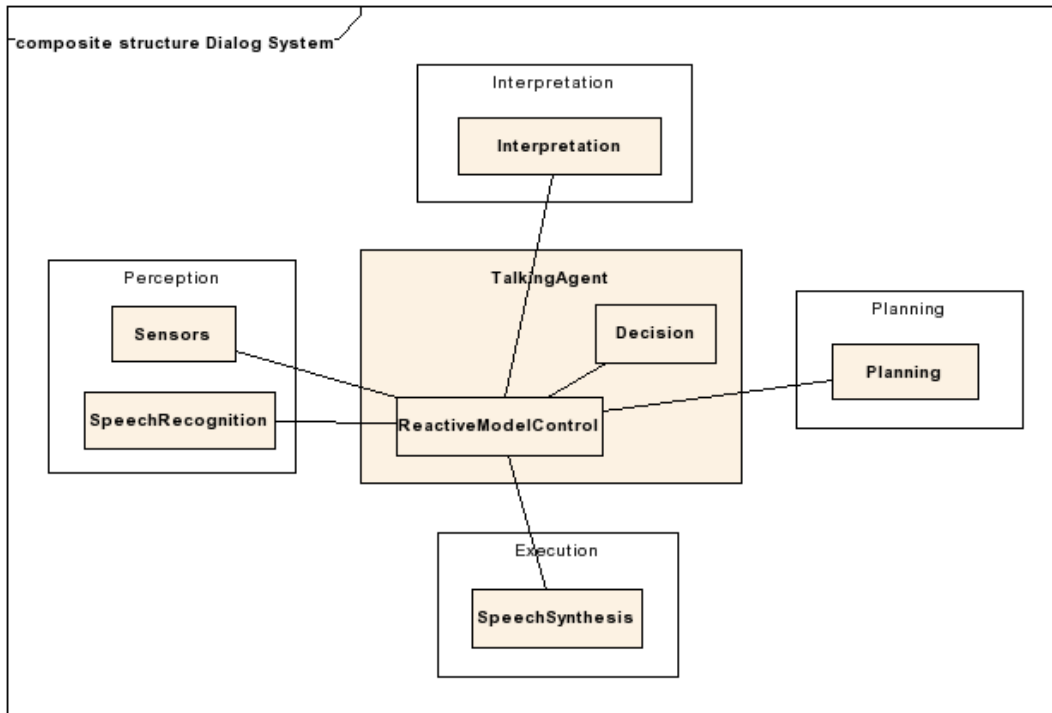 composite structure Dialog System
Interpretation
Interpretation
TalkingAgent
Decision
ReactiveModelControl
Perception
Sensors
SpeechRecognition
Planning
Planning
Execution
SpeechSynthesis